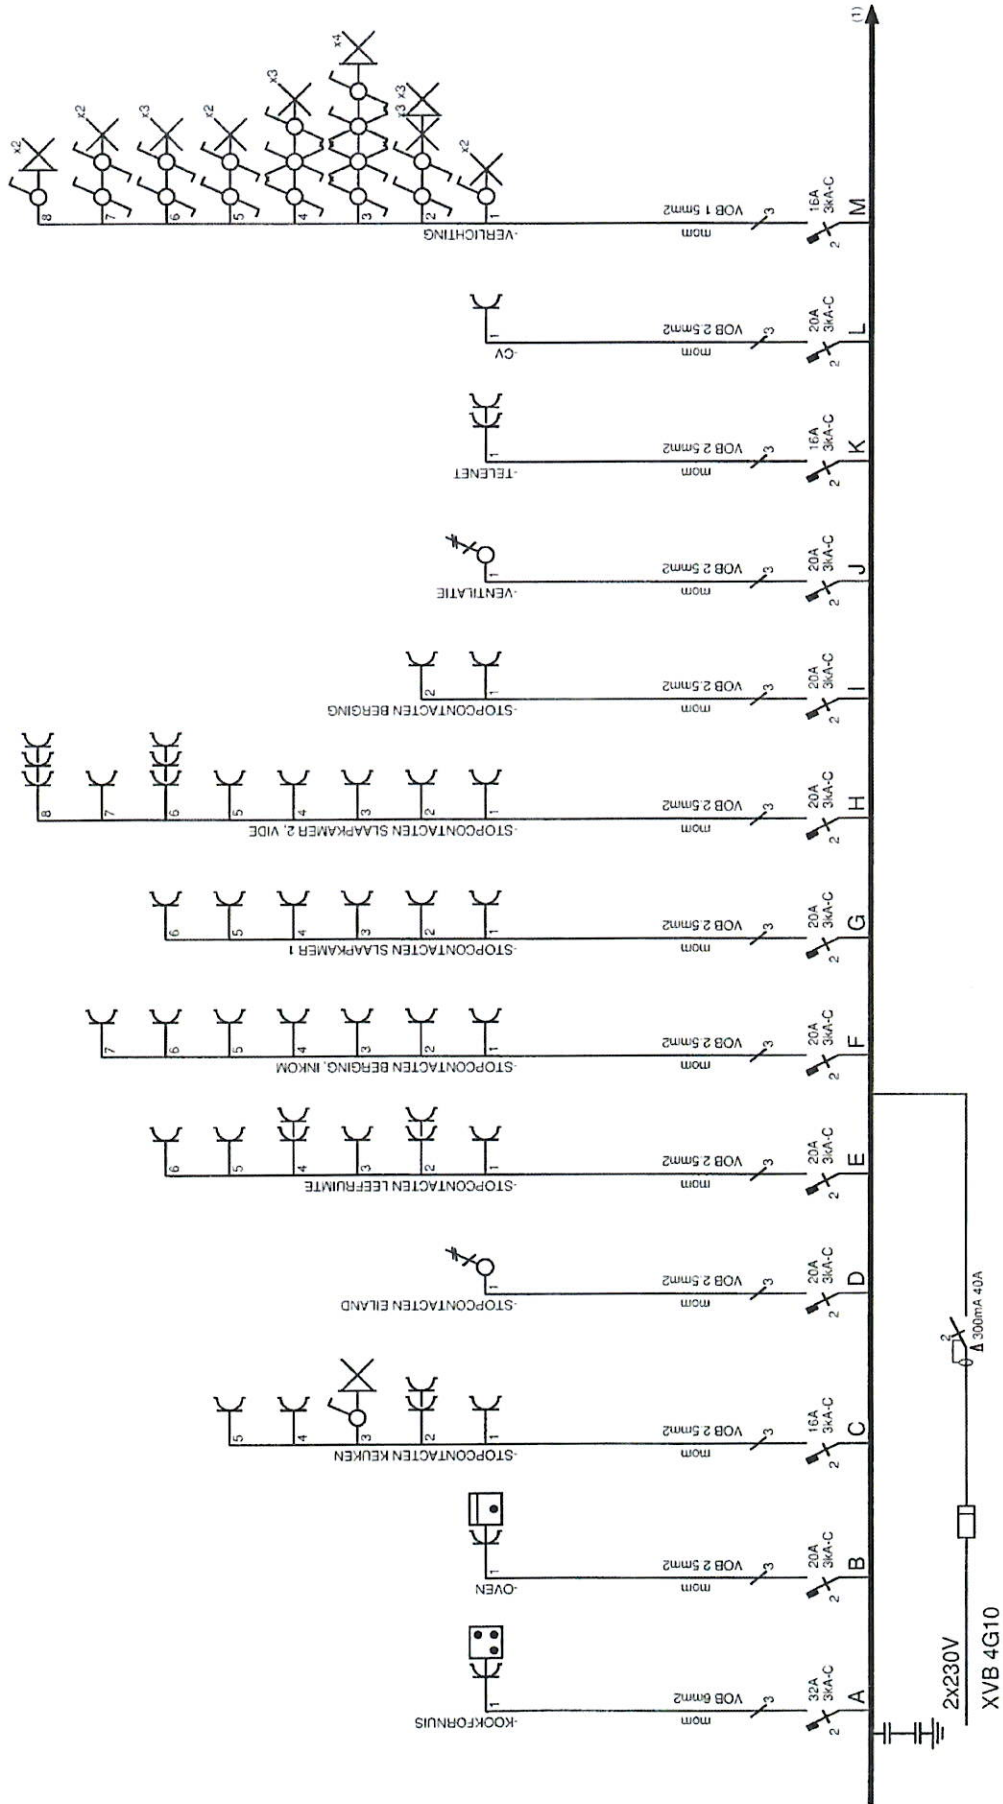 (1)
x2
8
x2
7
x3
6
x2
5
x3
4
x4
3
x3 x3
2
x2
1
-VERLICHTING
mom
VOB 1 5mm2
3
2
16A
3kA-C
M
1
-CV
mom
VOB 2.5mm2
3
2
20A
3kA-C
L
1
-TELENET
mom
VOB 2 5mm2
3
2
16A
3kA-C
K
1
-VENTILATIE
mom
VOB 2 5mm2
3
2
20A
3kA-C
J
2
1
-STOPCONTACTEN BERGING
mom
VOB 2.5mm2
3
2
20A
3kA-C
I
8
7
6
5
4
3
2
1
-STOPCONTACTEN SLAAPKAMER 2, VIDE
mom
VOB 2.5mm2
3
2
20A
3kA-C
H
6
5
4
3
2
1
-STOPCONTACTEN SLAAPKAMER 1
mom
VOB 2.5mm2
3
2
20A
3kA-C
G
7
6
5
4
3
2
1
-STOPCONTACTEN BERGING, INKOM
mom
VOB 2.5mm2
3
2
20A
3kA-C
F
6
5
4
3
2
1
-STOPCONTACTEN LEEFRUIMTE
mom
VOB 2.5mm2
3
2
20A
3kA-C
E
1
-STOPCONTACTEN EILAND
mom
VOB 2.5mm2
3
2
20A
3kA-C
D
5
4
3
2
1
-STOPCONTACTEN KEUKEN
mom
VOB 2 5mm2
3
2
16A
3kA-C
C
1
-OVEN
mom
VOB 2 5mm2
3
2
20A
3kA-C
B
1
-KOOKFORNUIS
mom
VOB 6mm2
3
2
32A
3kA-C
A
2
Δ 300mA 40A
2x230V
XVB 4G10